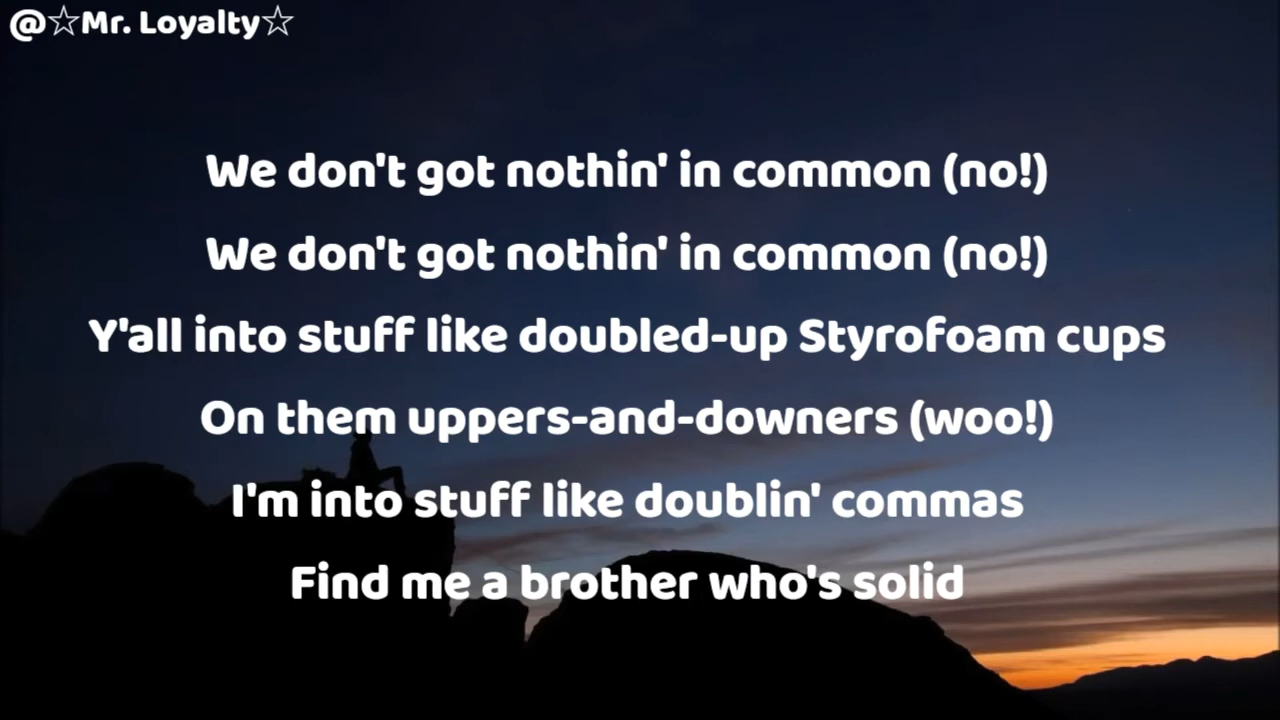 @☆Mr. Loyalty☆
We don't got nothin' in common (no!)
We don't got nothin' in common (no!)
Y'all into stuff like doubled-up Styrofoam cups
On them uppers-and-downers (woo!)
I'm into stuff like doublin' commas
Find me a brother who's solid